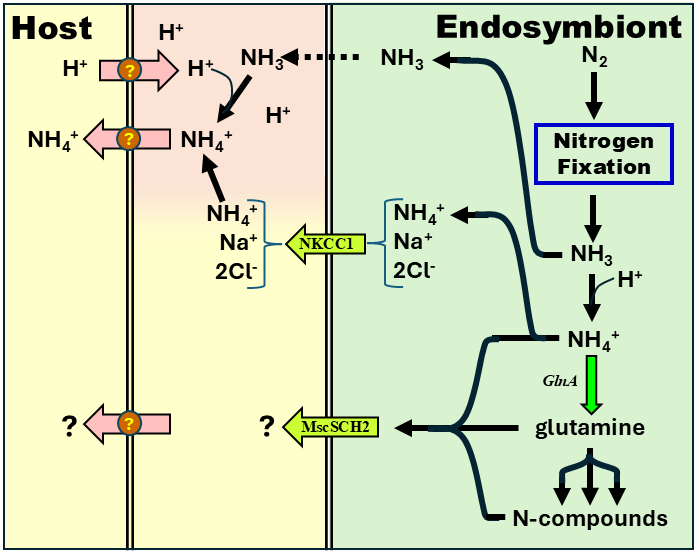 Host
Endosymbiont
H⁺
H⁺
?
H⁺
NH₃
NH₃
N₂
H⁺
NH₄⁺
?
NH₄⁺
Nitrogen
Fixation
NH₄⁺
Na⁺
2Cl⁻
NKCC1
NH₄⁺
Na⁺
2Cl⁻
NH₃
H⁺
NH₄⁺
GlnA
?
?
?
MscSCH2
glutamine
N-compounds